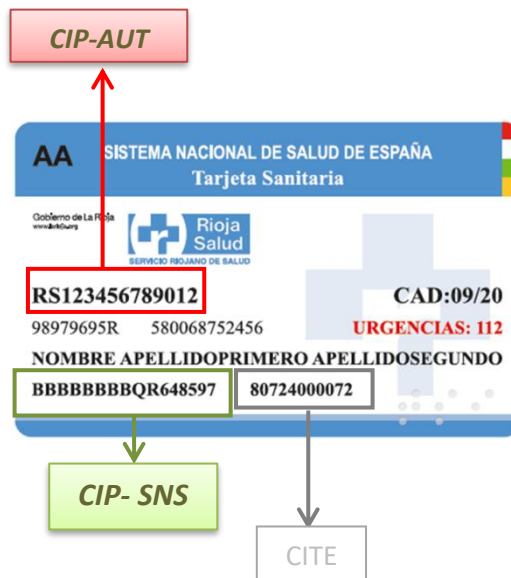 CIP-AUT
AA
SISTEMA NACIONAL DE SALUD DE ESPAÑA
Tarjeta Sanitaria
Gobierno de La Rioja
Rioja
Salud
SERVICIO RIOJANO DE SALUD
RS123456789012 CAD:09/20
98979695R 580068752456 URGENCIAS: 112
NOMBRE APELLIDOPRIMERO APELLIDOSEGUNDO
BBBBBBBBQR648597 80724000072
CIP- SNS
CITE